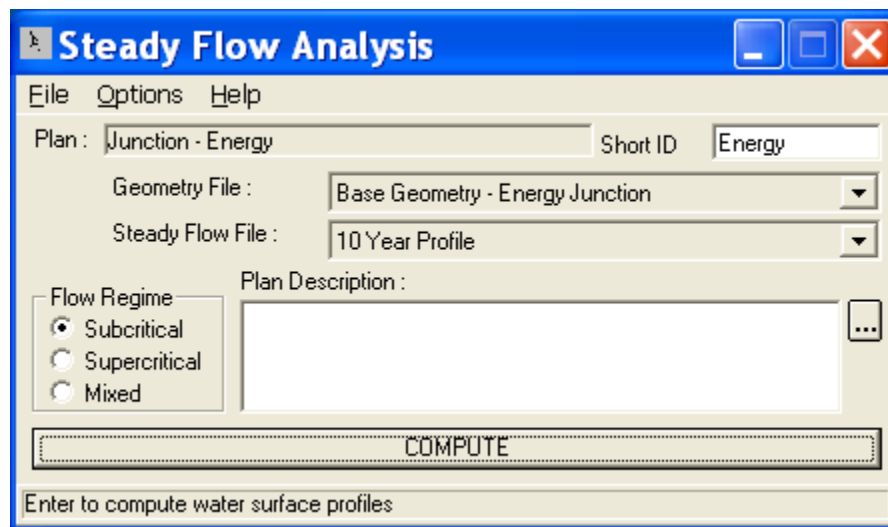 Steady Flow Analysis
File Options Help
Plan : Junction - Energy Short ID Energy
Geometry File : Base Geometry - Energy Junction
Steady Flow File : 10 Year Profile
Plan Description :
Flow Regime
Subcritical
Supercritical
Mixed
...
COMPUTE
Enter to compute water surface profiles